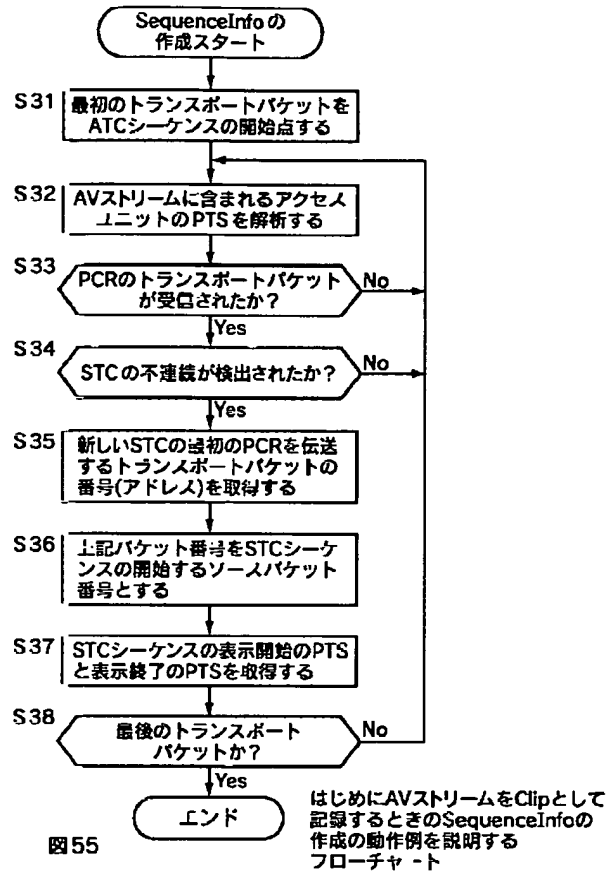 SequenceInfoの
作成スタート
S31
最初のトランスポートパケットを
ATCシーケンスの開始点する
S32
AVストリームに含まれるアクセス
ユニットのPTSを解析する
S33
PCRのトランスポートパケット
が受信されたか?
No
Yes
S34
STCの不連続が検出されたか?
No
Yes
S35
新しいSTCの最初のPCRを伝送
するトランスポートパケットの
番号(アドレス)を取得する
S36
上記パケット番号をSTCシーケ
ンスの開始するソースパケット
番号とする
S37
STCシーケンスの表示開始のPTS
と表示終了のPTSを取得する
S38
最後のトランスポート
パケットか?
No
Yes
エンド
図55
はじめにAVストリームをClipとして
記録するときのSequenceInfoの
作成の動作例を説明する
フローチャート